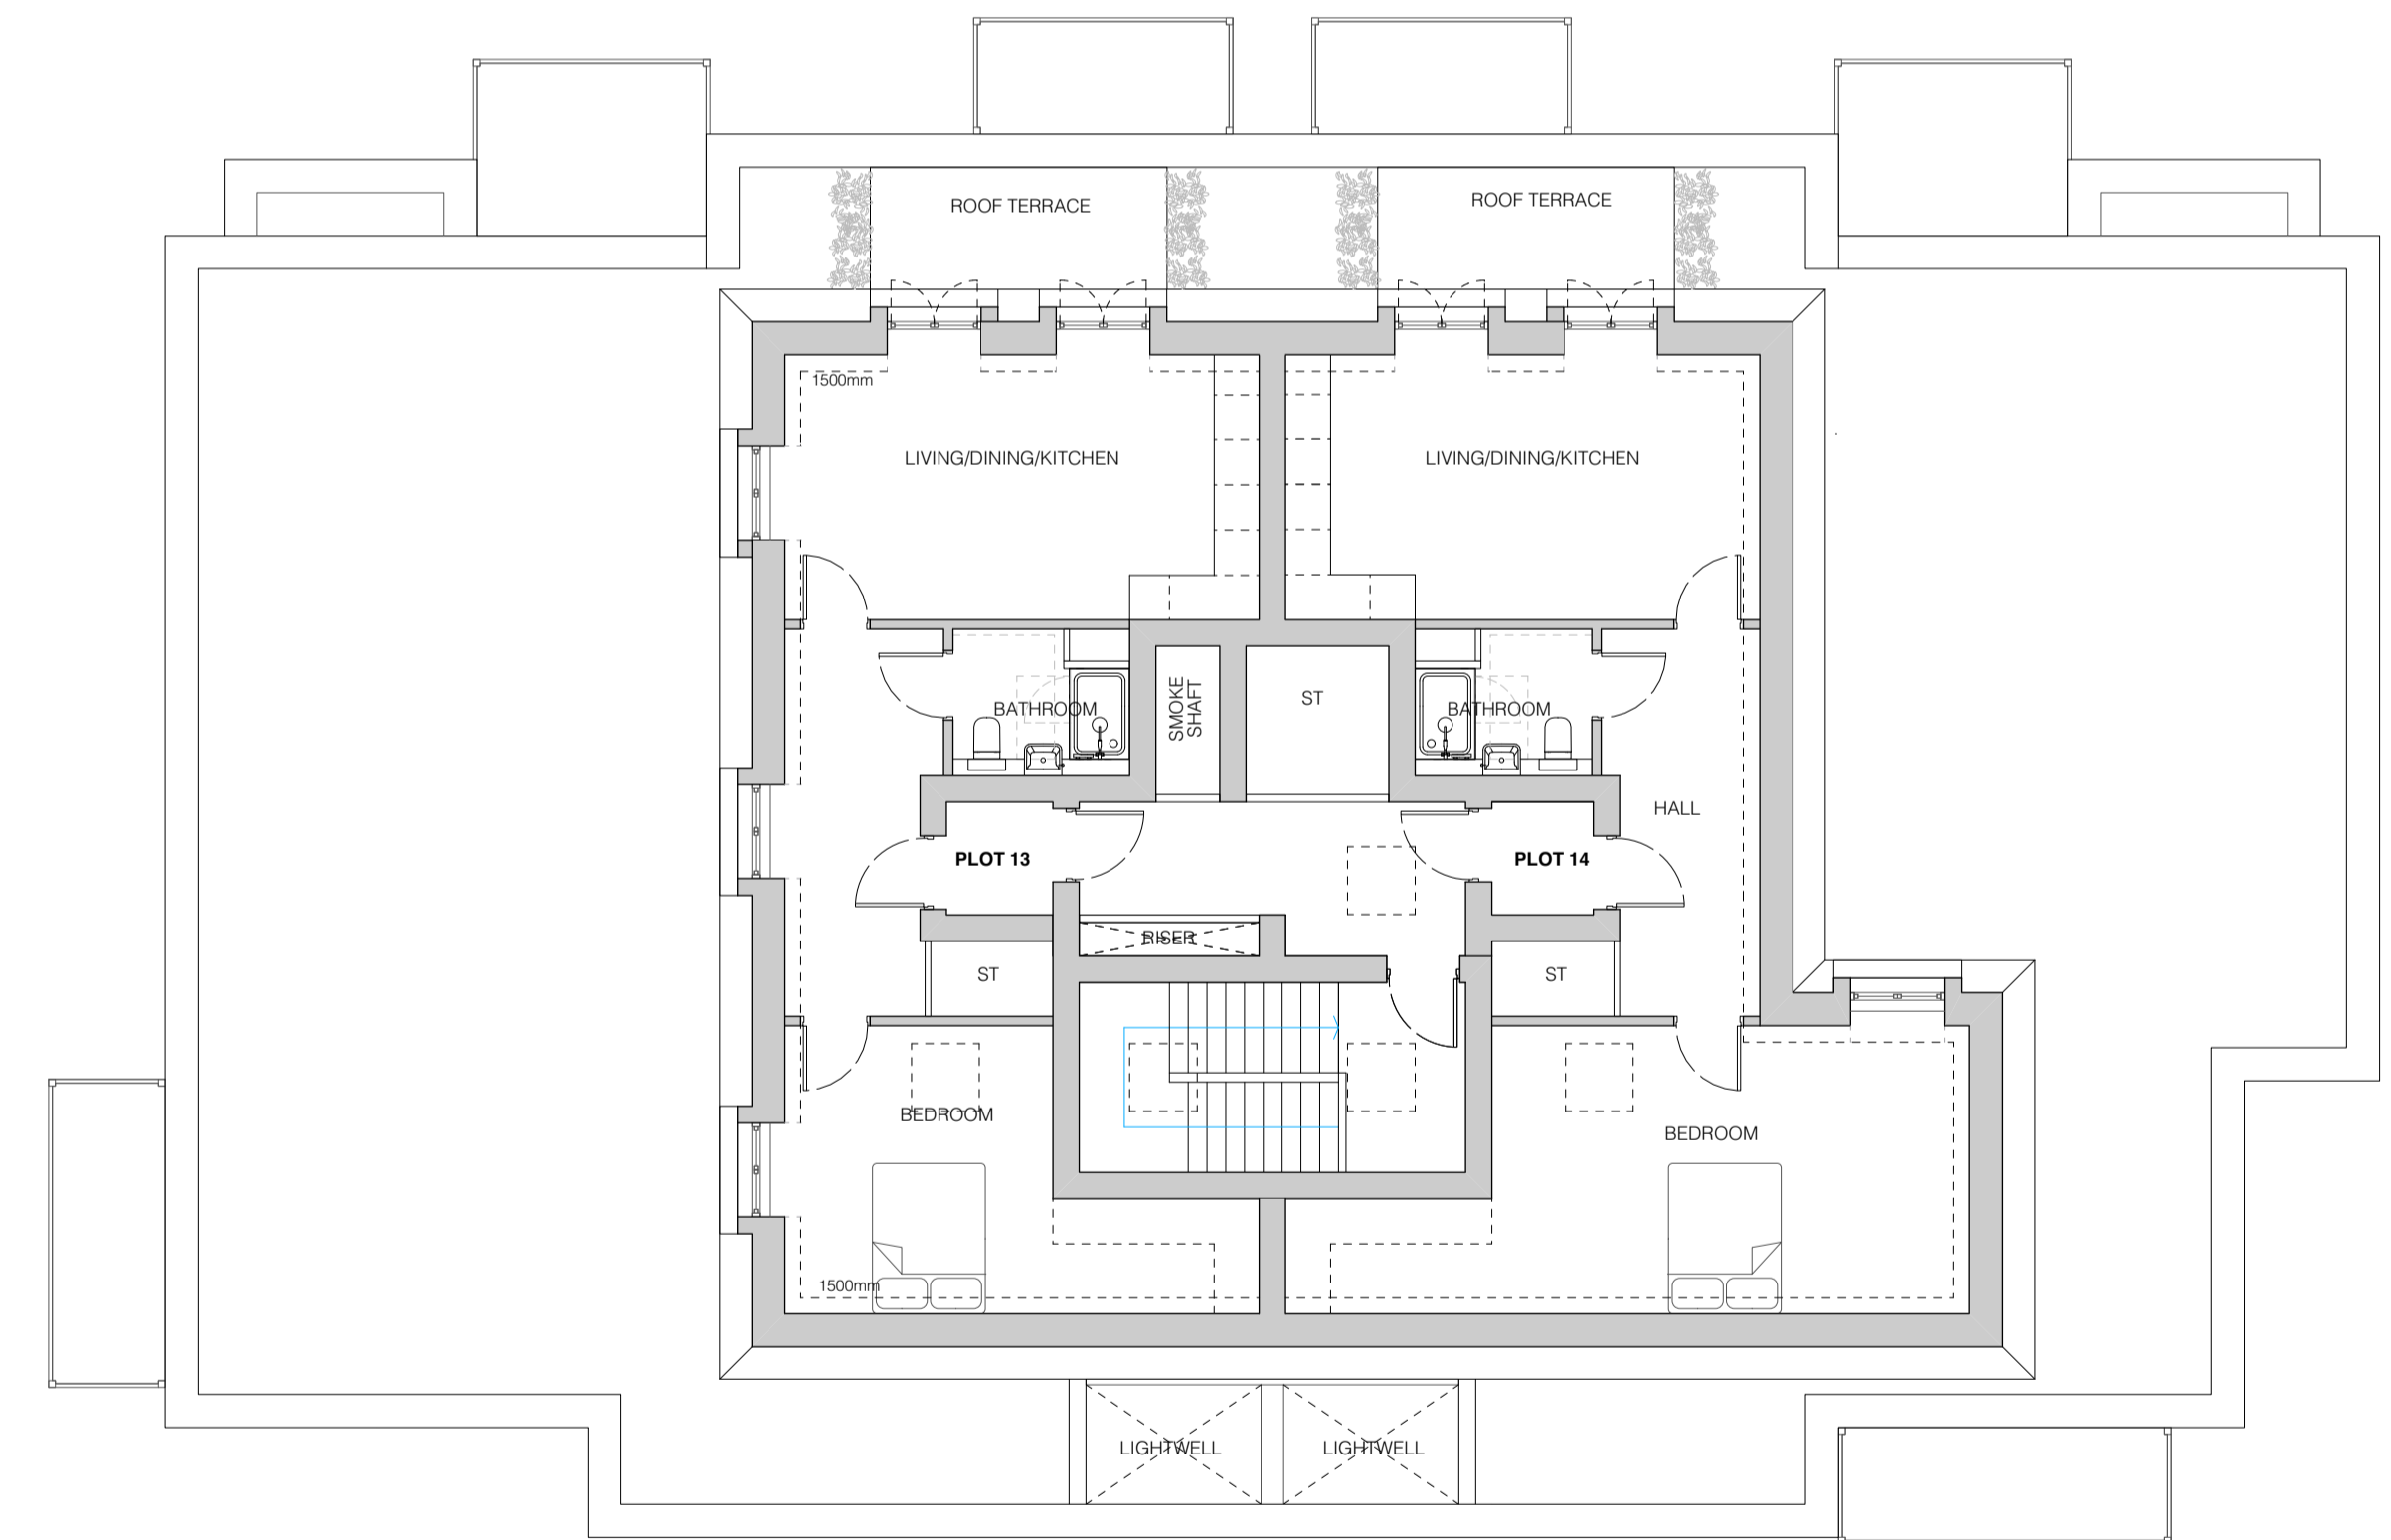 ROOF TERRACE
ROOF TERRACE
1500mm
LIVING/DINING/KITCHEN
LIVING/DINING/KITCHEN
BATHROOM
SMOKE
SHAFT
ST
BATHROOM
HALL
PLOT 13
PLOT 14
RISER
ST
ST
BEDROOM
BEDROOM
1500mm
LIGHTWELL
LIGHTWELL